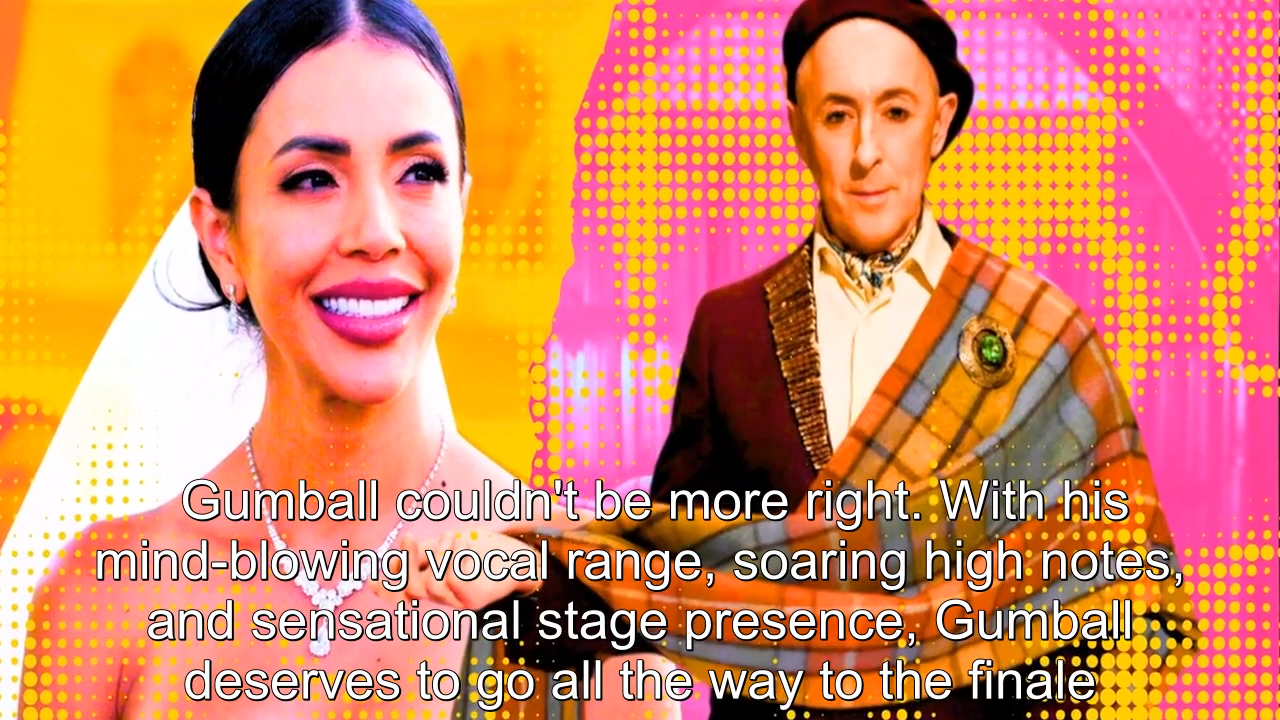 Gumball couldn't be more right. With his
mind-blowing vocal range, soaring high notes,
and sensational stage presence, Gumball
deserves to go all the way to the finale